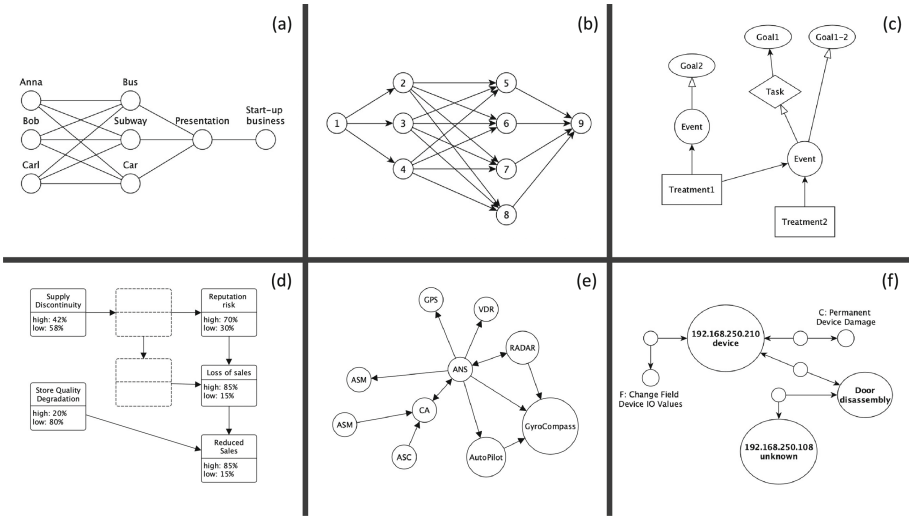 (a)
Anna
Bus
Bob
Subway
Presentation
Start-up
business
Carl
Car
(b)
1
2
3
4
5
6
7
8
9
(c)
Goal1
Goal1-2
Goal2
Task
Event
Event
Treatment1
Treatment2
(d)
Supply
Discontinuity
high: 42%
low: 58%
Reputation
risk
high: 70%
low: 30%
Loss of sales
high: 85%
low: 15%
Store Quality
Degradation
high: 20%
low: 80%
Reduced
Sales
high: 85%
low: 15%
(e)
GPS
VDR
RADAR
ANS
ASM
CA
ASM
GyroCompass
ASC
AutoPilot
(f)
C: Permanent
Device Damage
192.168.250.210
device
F: Change Field
Device IO Values
Door
disassembly
192.168.250.108
unknown